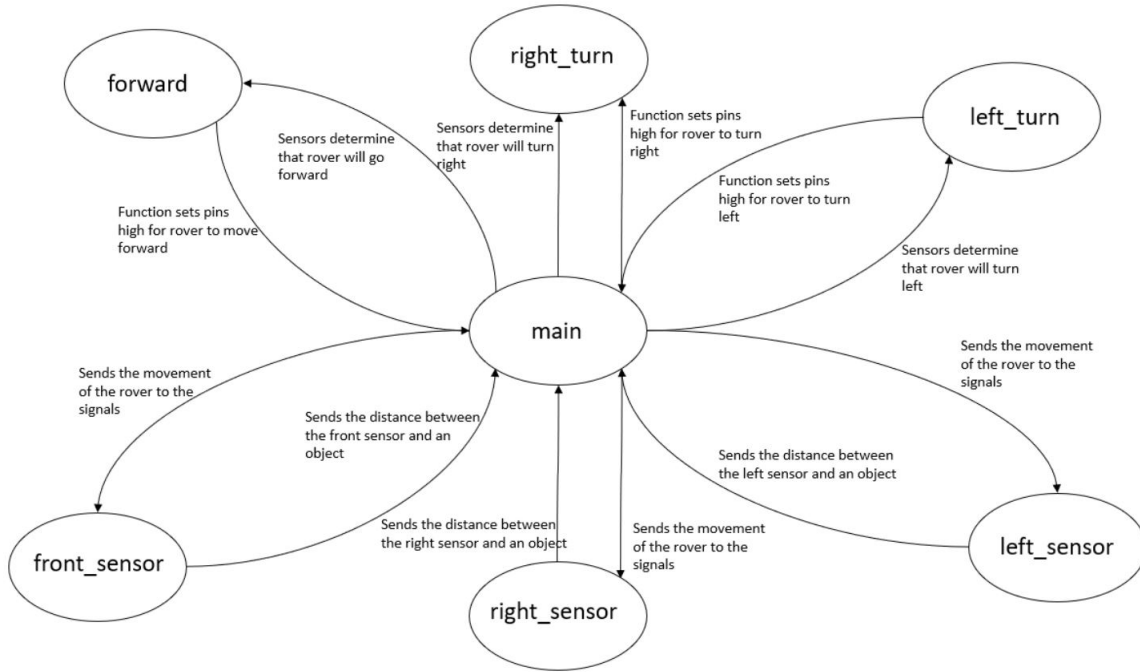 right_turn
forward
left_turn
Function sets pins
high for rover to turn
right
Sensors determine
that rover will go
forward
Sensors determine
that rover will turn
right
Function sets pins
high for rover to turn
left
Function sets pins
high for rover to move
forward
Sensors determine
that rover will turn
left
main
Sends the movement
of the rover to the
signals
Sends the movement
of the rover to the
signals
Sends the distance between
the front sensor and an
object
Sends the distance between
the left sensor and an object
Sends the distance between
the right sensor and an object
Sends the movement
of the rover to the
signals
front_sensor
left_sensor
right_sensor